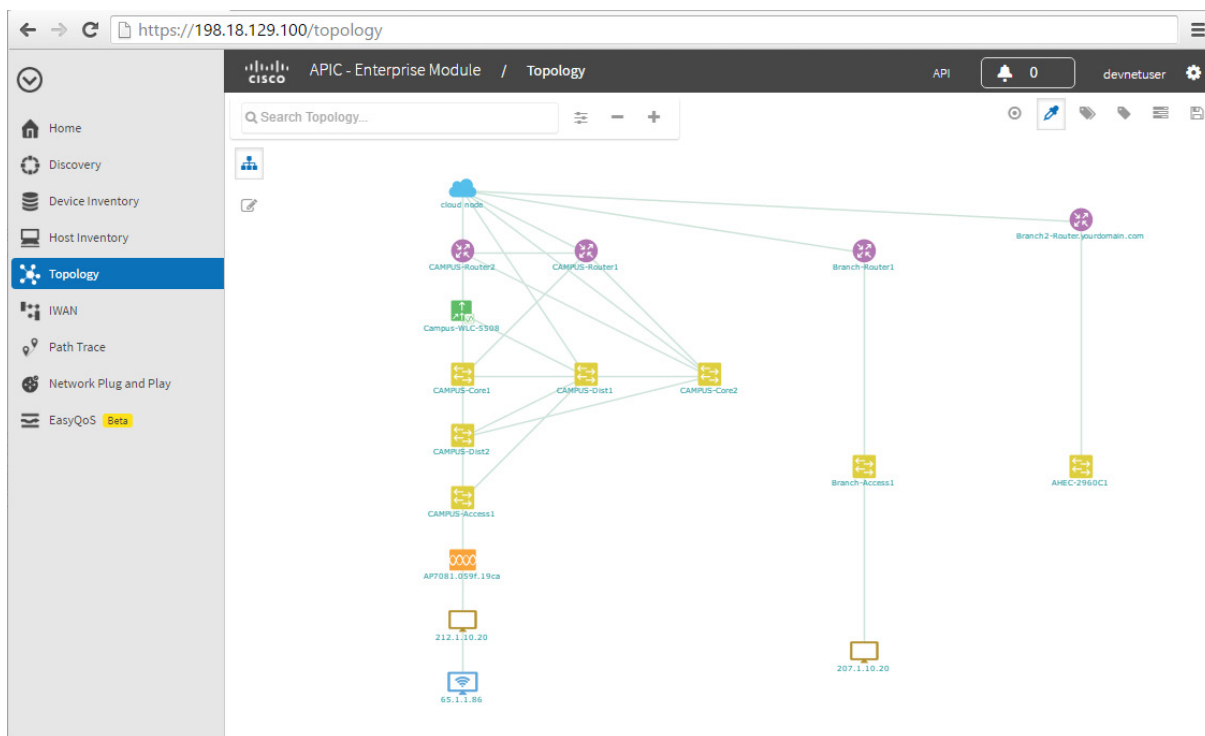 https://198.18.129.100/topology
cisco
APIC - Enterprise Module / Topology
API
0
devnetuser
Home
Discovery
Device Inventory
Host Inventory
Topology
IWAN
Path Trace
Network Plug and Play
EasyQoS Beta
Search Topology...
cloud node
Branch2-Router.yourdomain.com
CAMPUS-Router2
CAMPUS-Router1
Branch-Router1
Campus-WLC-5508
CAMPUS-Core1
CAMPUS-Dist1
CAMPUS-Core2
CAMPUS-Dist2
Branch-Access1
AHEC-2960C1
CAMPUS-Access1
AP7081.059f.19ca
212.1.10.20
207.1.10.20
65.1.1.86